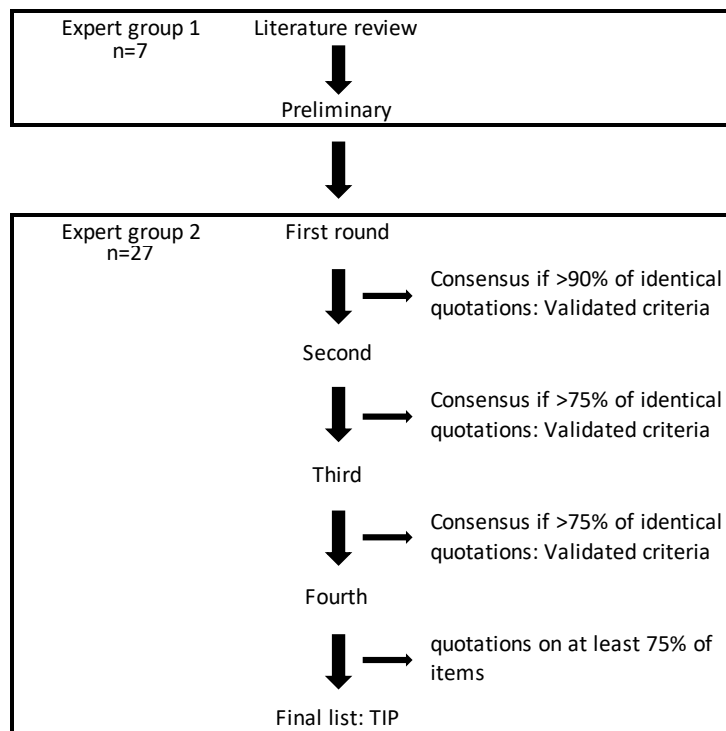 Expert group 1
n=7
Literature review
Preliminary
Expert group 2
n=27
First round
Consensus if >90% of identical
quotations: Validated criteria
Second
Consensus if >75% of identical
quotations: Validated criteria
Third
Consensus if >75% of identical
quotations: Validated criteria
Fourth
quotations on at least 75% of
items
Final list: TIP